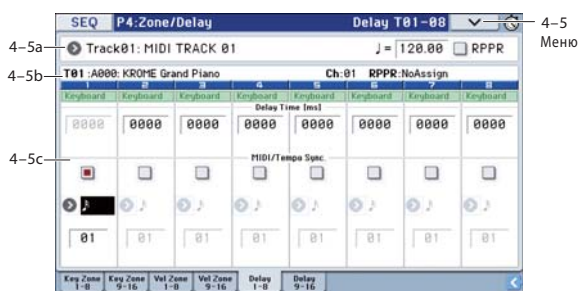 SEQ P4:Zone/Delay Delay T01-08
4–5
Меню
4–5a
Track01: MIDI TRACK 01 ♩= 120.00 RPPR
4–5b
T01 :A000: KROME Grand Piano Ch:01 RPPR:NoAssign
1 2 3 4 5 6 7 8
Keyboard Keyboard Keyboard Keyboard Keyboard Keyboard Keyboard Keyboard
Delay Time [ms]
0000 0000 0000 0000 0000 0000 0000 0000
4–5c
MIDI/Tempo Sync.
♪ ♪ ♪ ♪ ♪ ♪ ♪ ♪
01 01 01 01 01 01 01 01
Key Zone 1-8 Key Zone 9-16 Vel Zone 1-8 Vel Zone 9-16 Delay 1-8 Delay 9-16